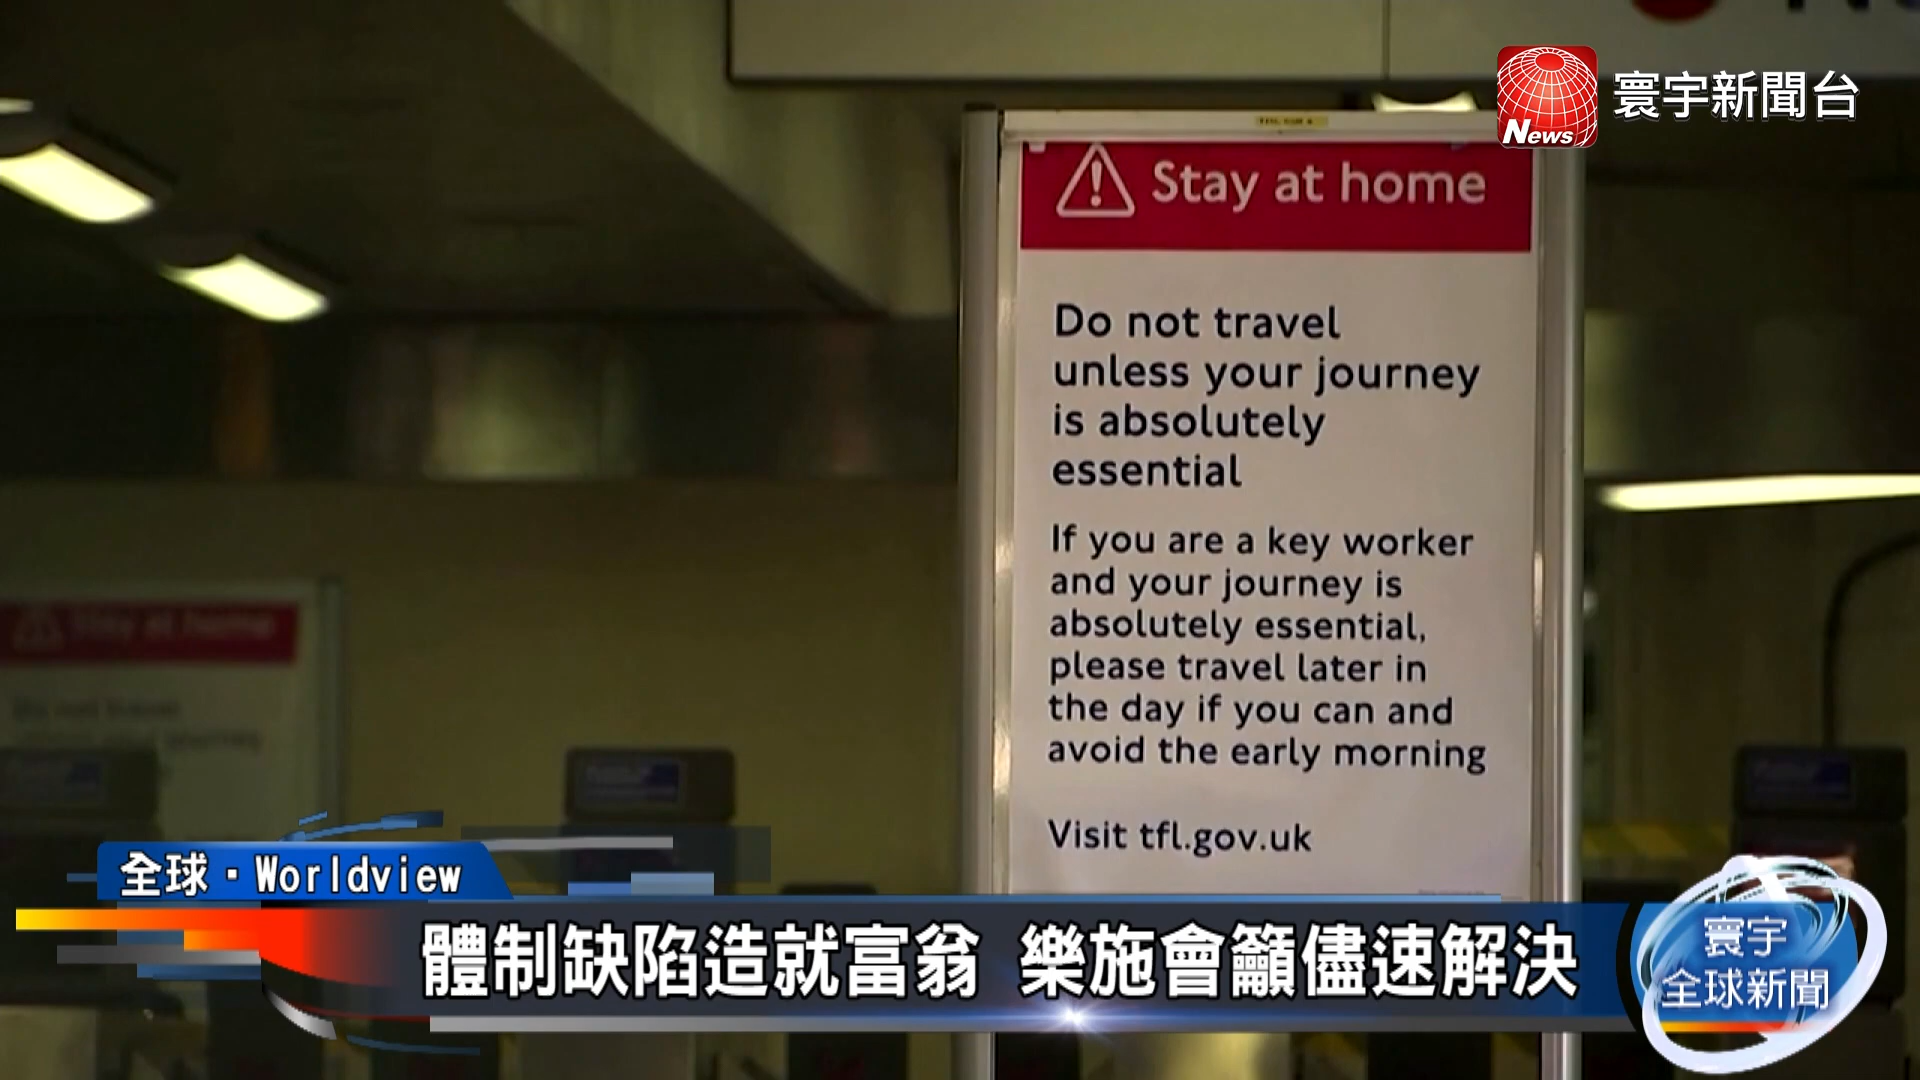 News
寰宇新聞台
Stay at home
Do not travel
unless your journey
is absolutely
essential
If you are a key worker
and your journey is
absolutely essential,
please travel later in
the day if you can and
avoid the early morning
Visit tfl.gov.uk
Stay at home
全球·Worldview
體制缺陷造就富翁 樂施會籲儘速解決
寰宇
全球新聞